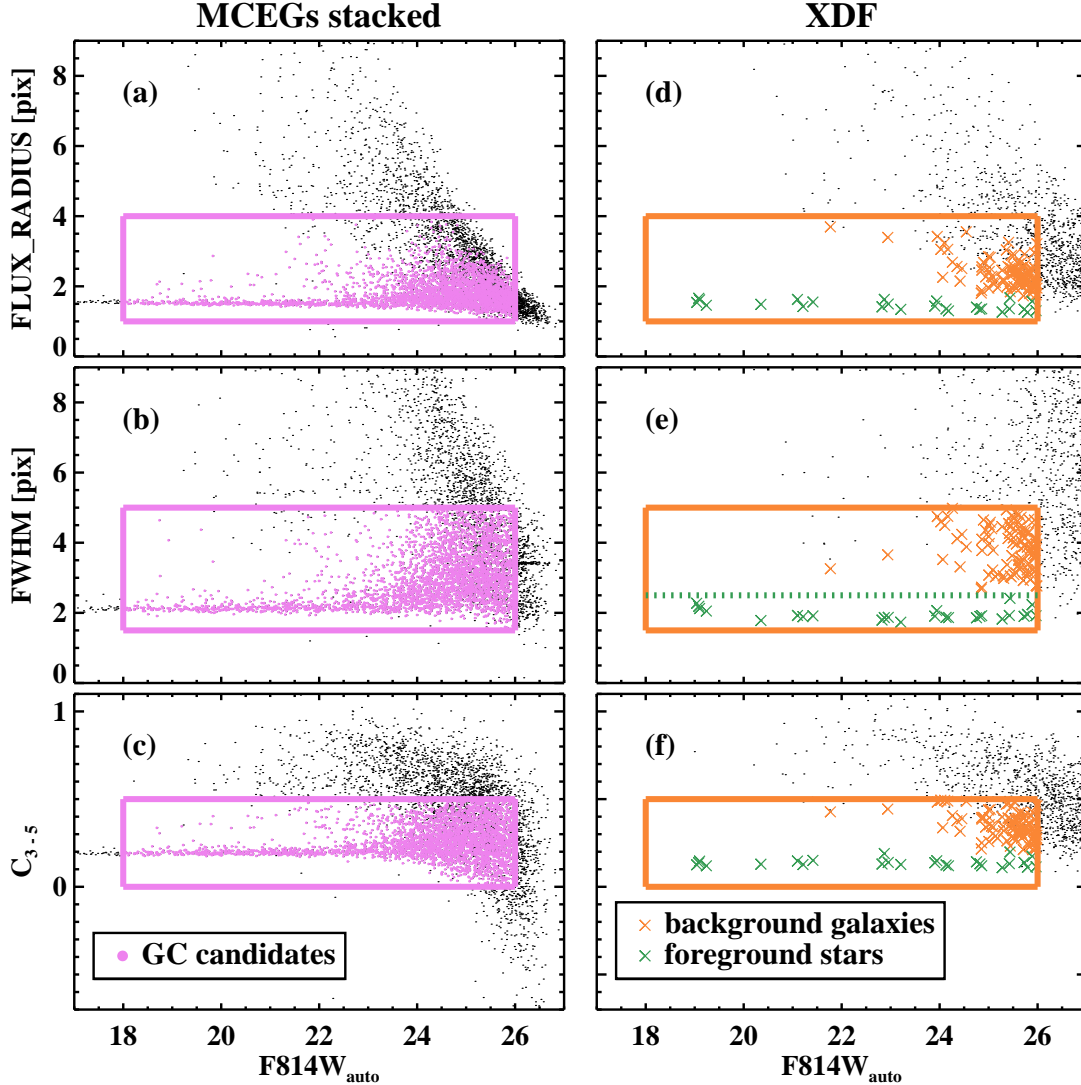 MCEGs stacked
XDF
FLUX_RADIUS [pix]
8
6
4
2
0
(a)
(d)
FWHM [pix]
8
6
4
2
0
(b)
(e)
C3-5
1
0
(c)
(f)
GC candidates
background galaxies
foreground stars
18 20 22 24 26
18 20 22 24 26
F814Wauto
F814Wauto